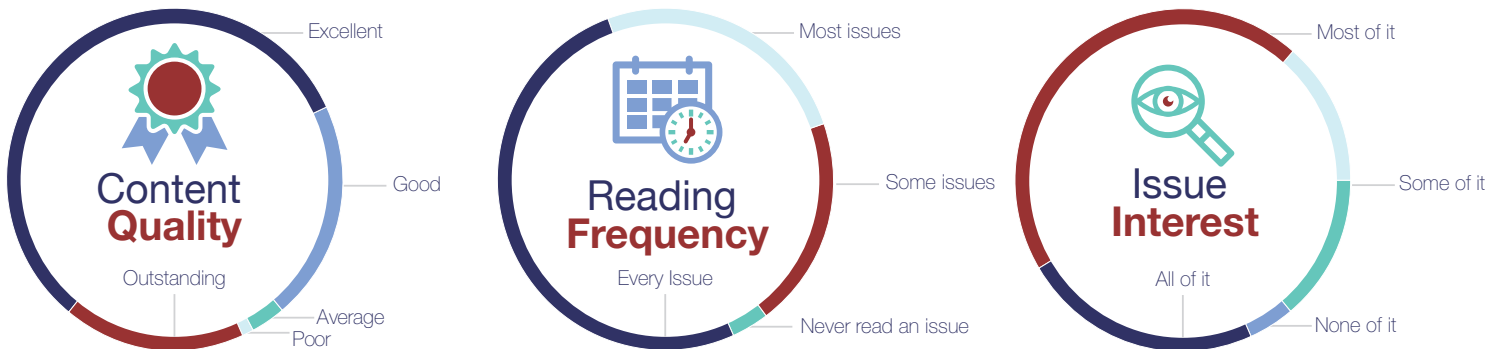 Excellent
Content
Quality
Good
Outstanding
Average
Poor
Most issues
Reading
Frequency
Some issues
Every Issue
Never read an issue
Most of it
Issue
Interest
Some of it
All of it
None of it